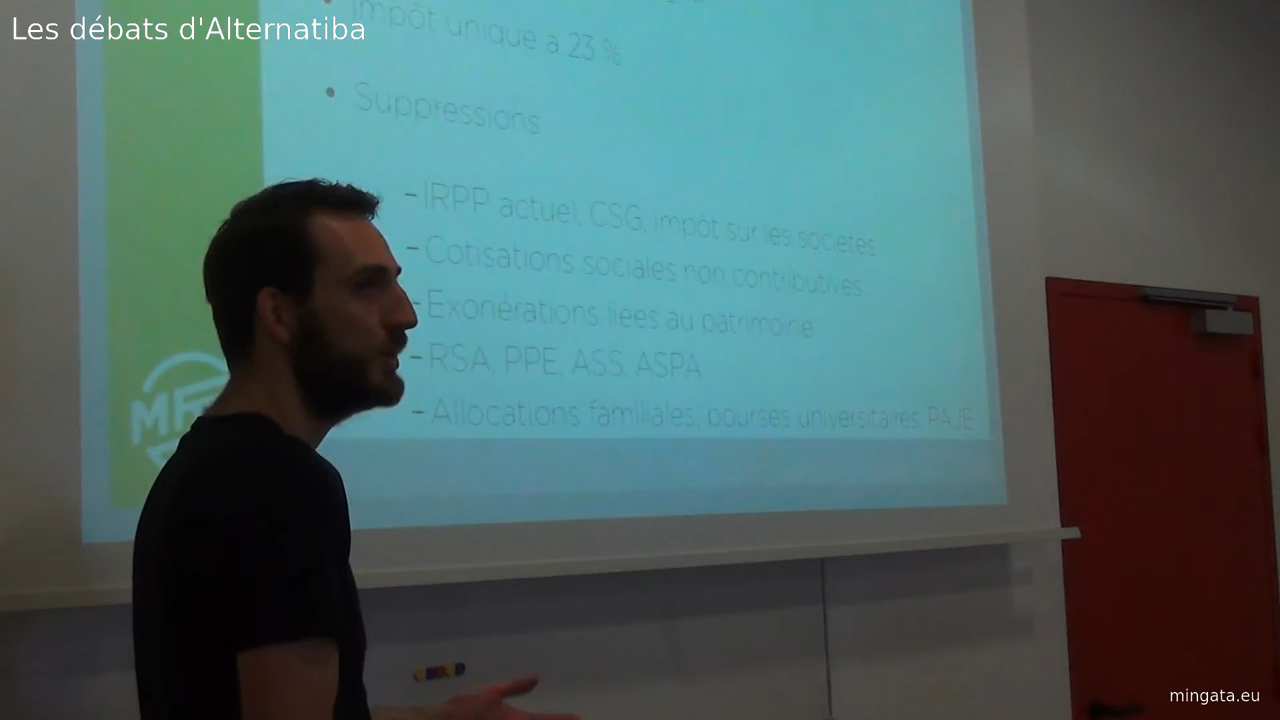 Les débats d'Alternatiba
• Impôt unique à 23 %
• Suppressions
– IRPP actuel, CSG, impôt sur les sociétés
– Cotisations sociales non contributives
– Exonérations liées au patrimoine
– RSA, PPE, ASS, ASPA
– Allocations familiales, bourses universitaires, PAJE
mingata.eu